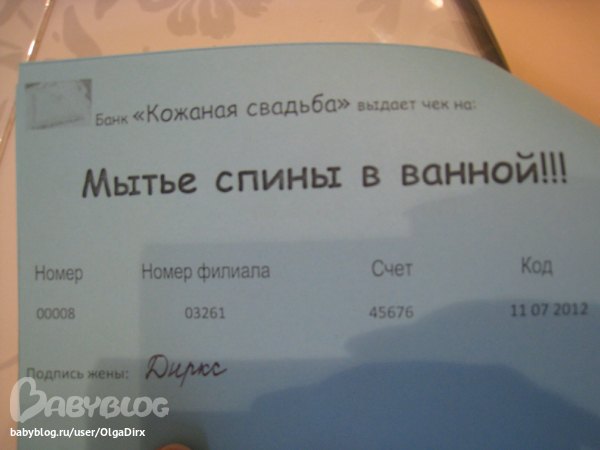 Банк «Кожаная свадьба» выдает чек на:
Мытье спины в ванной!!!
Номер Номер филиала Счет Код
00008 03261 45676 11 07 2012
Подпись жены: Диркс
BABYBLOG
babyblog.ru/user/OlgaDirx